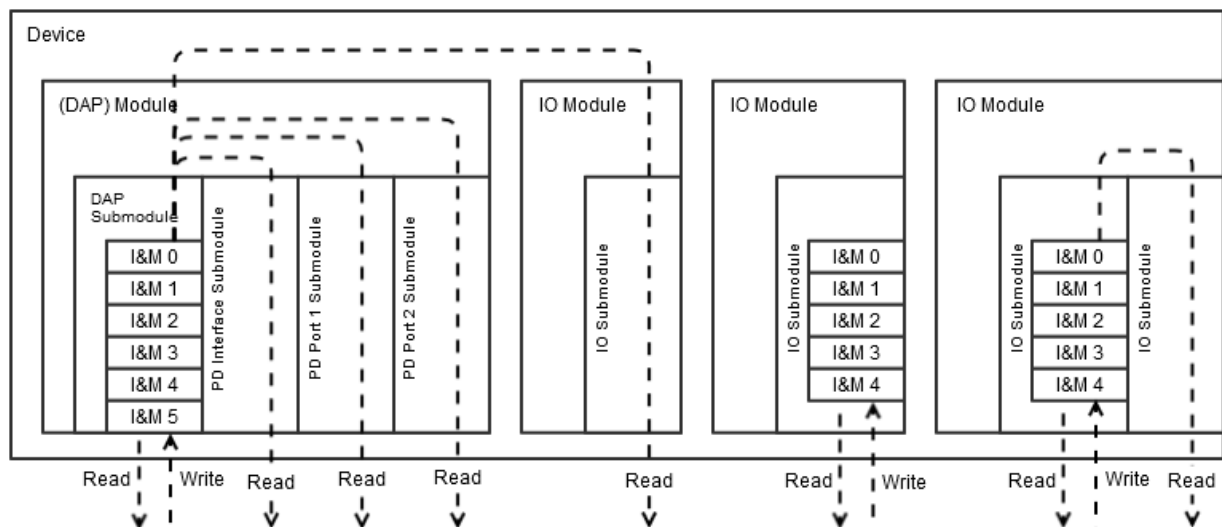 Device
(DAP) Module
IO Module
IO Module
IO Module
DAP
Submodule
I&M 0
I&M 1
I&M 2
I&M 3
I&M 4
I&M 5
PD Interface Submodule
PD Port 1 Submodule
PD Port 2 Submodule
IO Submodule
IO Submodule
I&M 0
I&M 1
I&M 2
I&M 3
I&M 4
IO Submodule
I&M 0
I&M 1
I&M 2
I&M 3
I&M 4
IO Submodule
Read
Write
Read
Read
Read
Read
Read
Write
Read
Write
Read